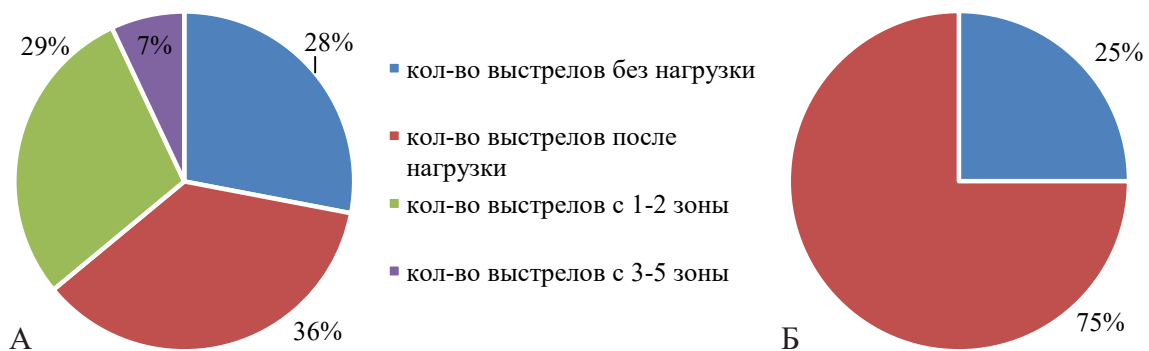 29%
7%
28%
36%
А
кол-во выстрелов без нагрузки
кол-во выстрелов после
нагрузки
кол-во выстрелов с 1-2 зоны
кол-во выстрелов с 3-5 зоны
25%
75%
Б